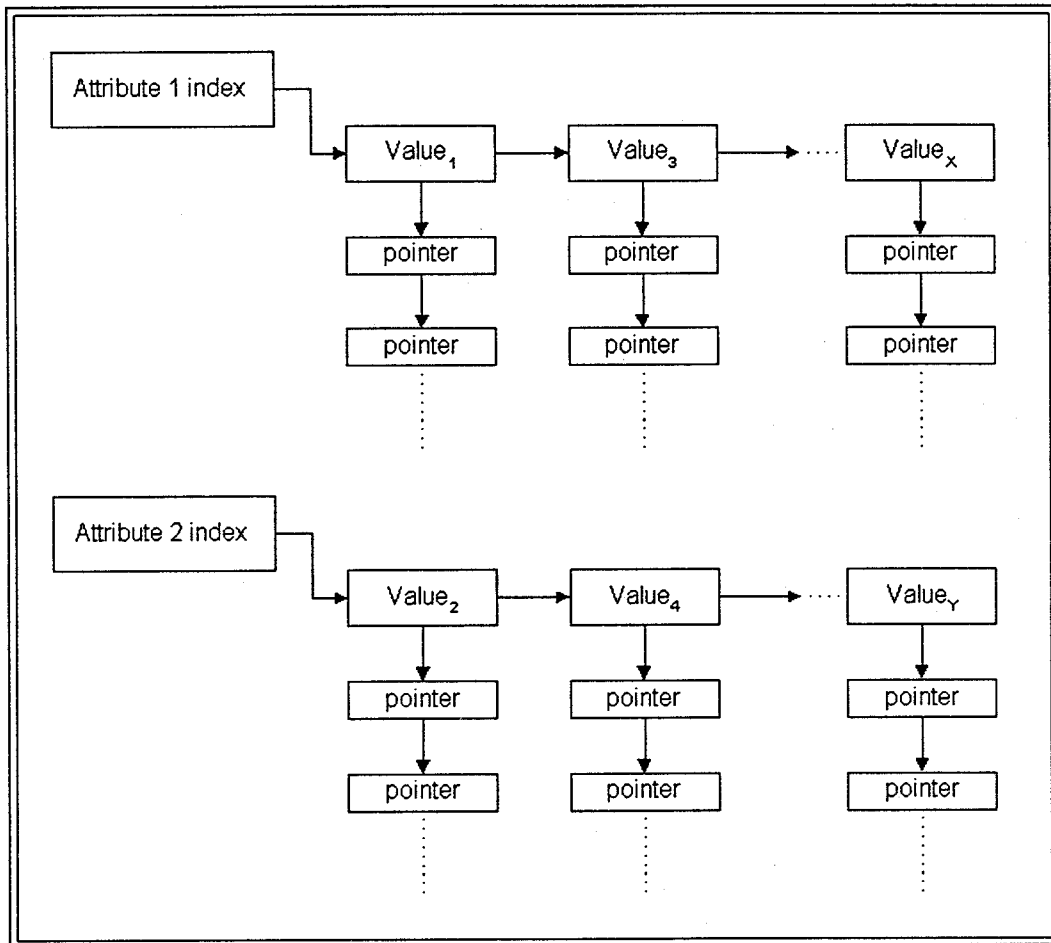 Attribute 1 index
Value₁ Value₃ Valueₓ
pointer pointer pointer
pointer pointer pointer
Attribute 2 index
Value₂ Value₄ Value_Y
pointer pointer pointer
pointer pointer pointer